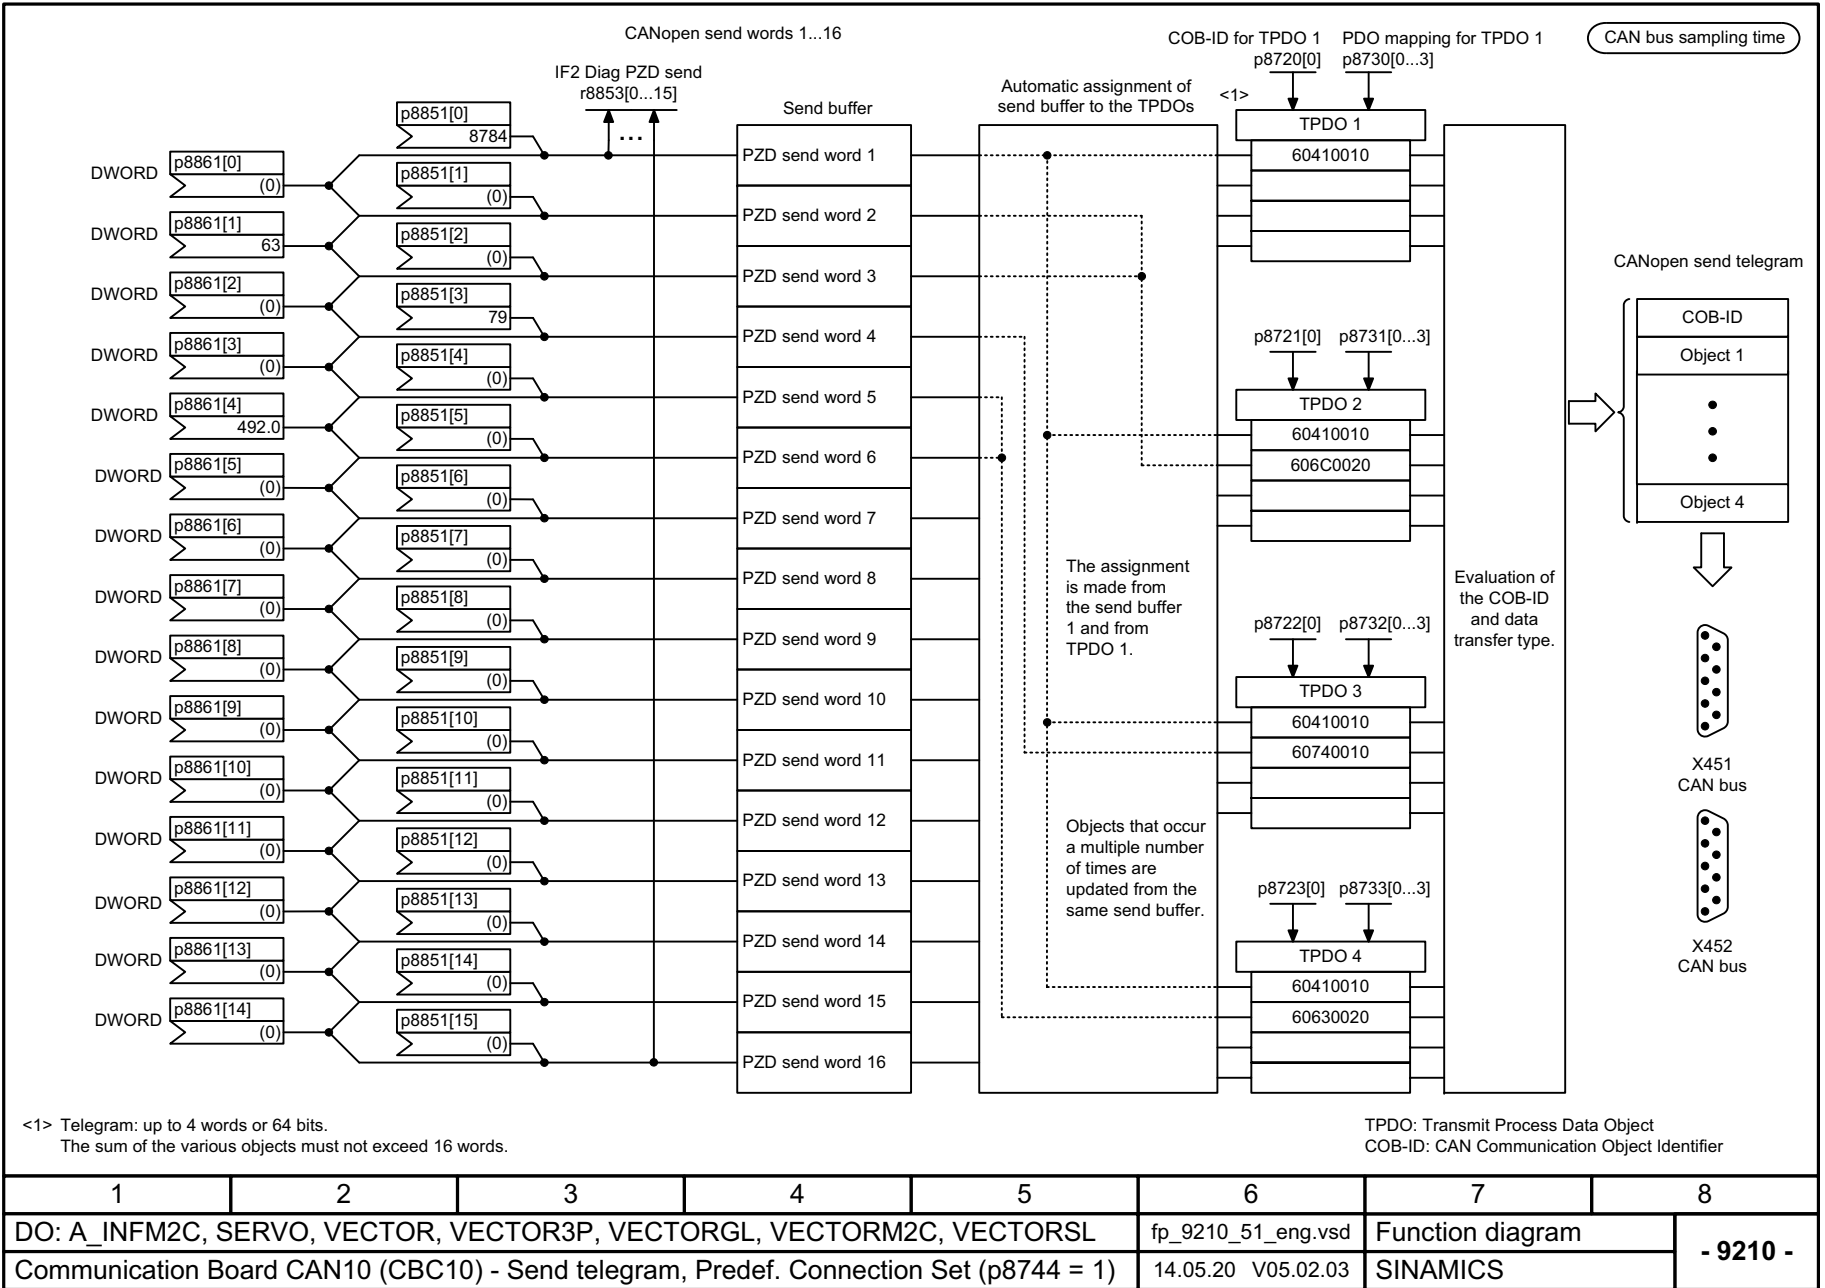 CANopen send words 1...16
IF2 Diag PZD send
r8853[0...15]
...
DWORD
p8861[0]
(0)
DWORD
p8861[1]
63
DWORD
p8861[2]
(0)
DWORD
p8861[3]
(0)
DWORD
p8861[4]
492.0
DWORD
p8861[5]
(0)
DWORD
p8861[6]
(0)
DWORD
p8861[7]
(0)
DWORD
p8861[8]
(0)
DWORD
p8861[9]
(0)
DWORD
p8861[10]
(0)
DWORD
p8861[11]
(0)
DWORD
p8861[12]
(0)
DWORD
p8861[13]
(0)
DWORD
p8861[14]
(0)
p8851[0]
8784
p8851[1]
(0)
p8851[2]
(0)
p8851[3]
79
p8851[4]
(0)
p8851[5]
(0)
p8851[6]
(0)
p8851[7]
(0)
p8851[8]
(0)
p8851[9]
(0)
p8851[10]
(0)
p8851[11]
(0)
p8851[12]
(0)
p8851[13]
(0)
p8851[14]
(0)
p8851[15]
(0)
Send buffer
PZD send word 1
PZD send word 2
PZD send word 3
PZD send word 4
PZD send word 5
PZD send word 6
PZD send word 7
PZD send word 8
PZD send word 9
PZD send word 10
PZD send word 11
PZD send word 12
PZD send word 13
PZD send word 14
PZD send word 15
PZD send word 16
Automatic assignment of
send buffer to the TPDOs
The assignment
is made from
the send buffer
1 and from
TPDO 1.
Objects that occur
a multiple number
of times are
updated from the
same send buffer.
COB-ID for TPDO 1
p8720[0]
PDO mapping for TPDO 1
p8730[0...3]
<1>
TPDO 1
60410010
p8721[0]
p8731[0...3]
TPDO 2
60410010
606C0020
p8722[0]
p8732[0...3]
TPDO 3
60410010
60740010
p8723[0]
p8733[0...3]
TPDO 4
60410010
60630020
Evaluation of
the COB-ID
and data
transfer type.
CAN bus sampling time
CANopen send telegram
COB-ID
Object 1
Object 4
X451
CAN bus
X452
CAN bus
<1> Telegram: up to 4 words or 64 bits.
The sum of the various objects must not exceed 16 words.
TPDO: Transmit Process Data Object
COB-ID: CAN Communication Object Identifier
1 2 3 4 5 6 7 8
DO: A_INFM2C, SERVO, VECTOR, VECTOR3P, VECTORGL, VECTORM2C, VECTORSL
fp_9210_51_eng.vsd
Function diagram
- 9210 -
Communication Board CAN10 (CBC10) - Send telegram, Predef. Connection Set (p8744 = 1)
14.05.20 V05.02.03
SINAMICS